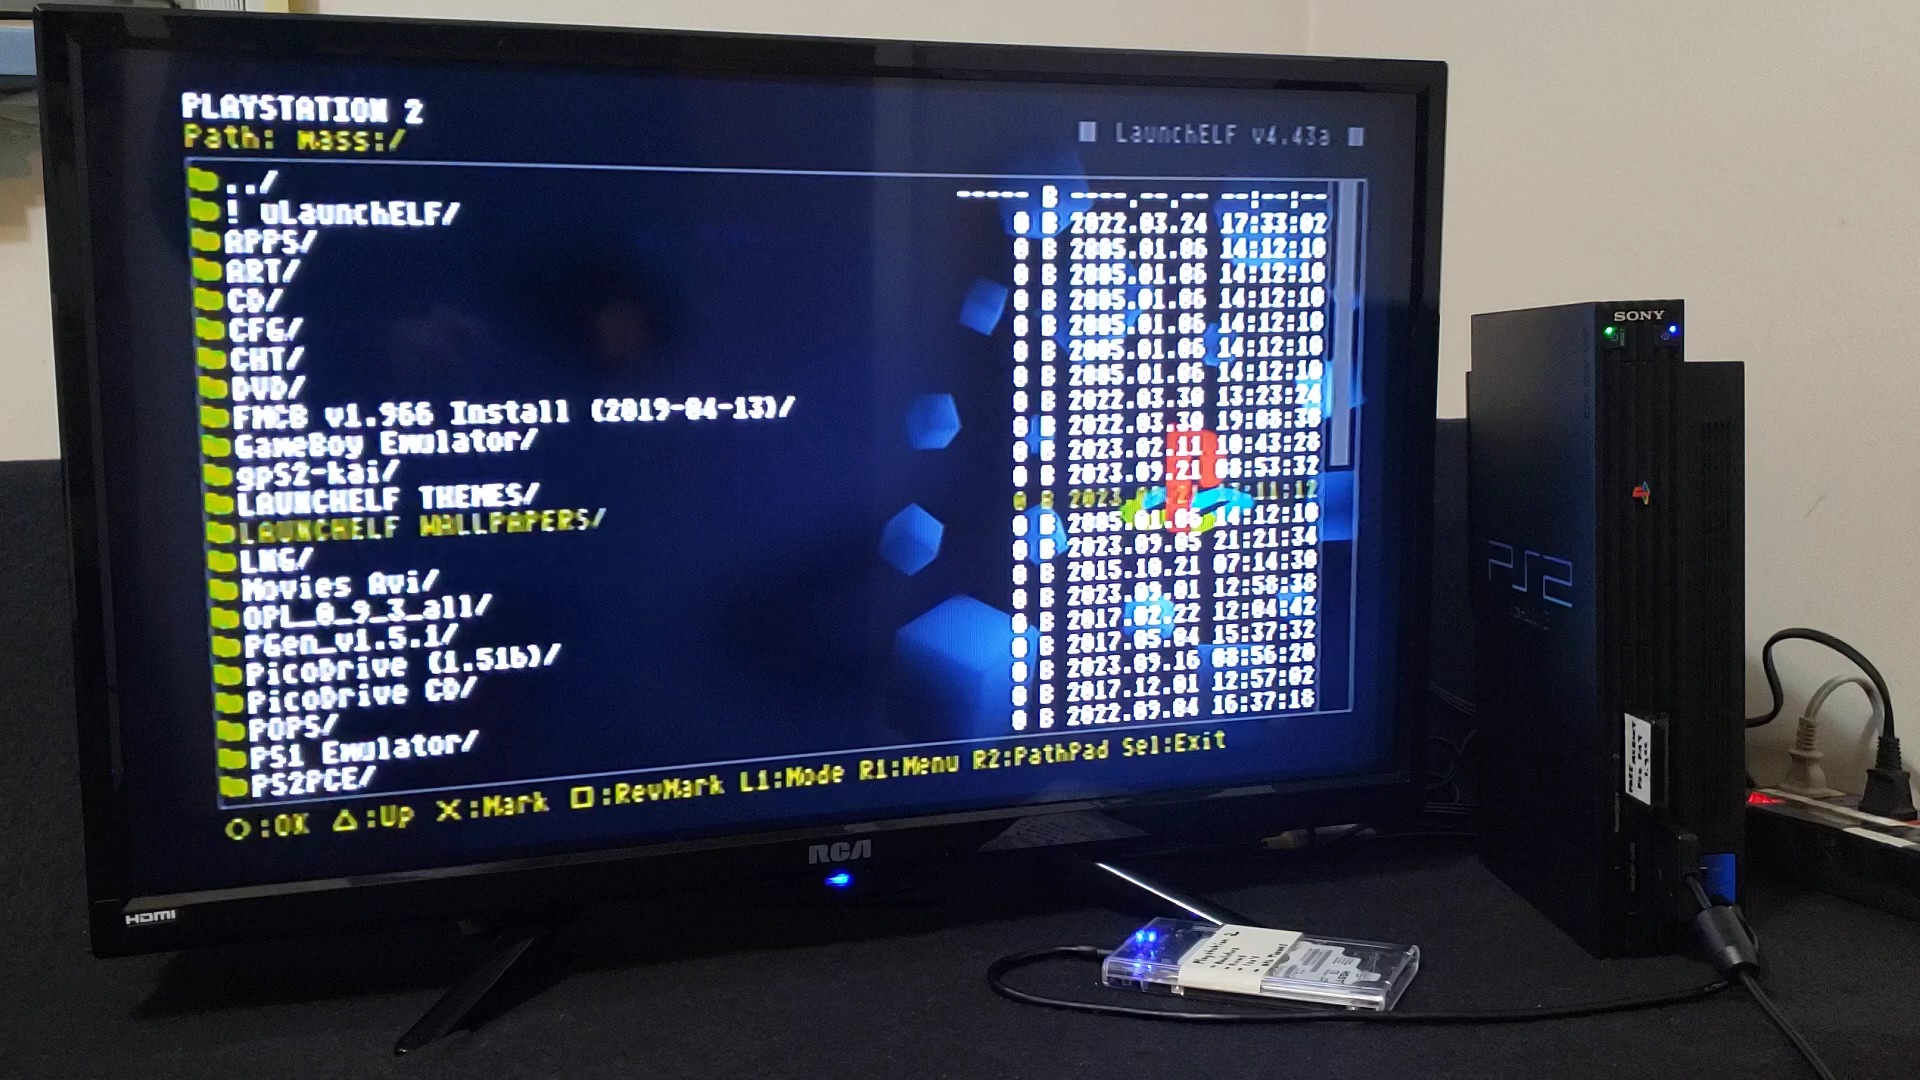 PLAYSTATION 2
Path: mass:/
LaunchELF v4.43a
../ ----- B ----.--.-- --:--:--
! uLaunchELF/ 0 B 2022.03.24 17:33:02
APPS/ 0 B 2005.01.06 14:12:10
ART/ 0 B 2005.01.06 14:12:10
CD/ 0 B 2005.01.06 14:12:10
CFG/ 0 B 2005.01.06 14:12:10
CHT/ 0 B 2005.01.06 14:12:10
DVD/ 0 B 2005.01.06 14:12:10
FMCB v1.966 Install (2019-04-13)/ 0 B 2022.03.30 13:23:24
GameBoy Emulator/ 0 B 2022.03.30 19:08:30
gpS2-kai/ 0 B 2023.02.11 10:43:28
LAUNCHELF THEMES/ 0 B 2023.09.21 08:53:32
LAUNCHELF WALLPAPERS/ 0 B
LNG/ 0 B 2005.01.06 14:12:10
Movies Avi/ 0 B 2023.09.05 21:21:34
OPL_0_9_3_all/ 0 B 2015.10.21 07:14:30
PGen_v1.5.1/ 0 B 2023.09.01 12:58:38
PicoDrive (1.51b)/ 0 B 2017.02.22 12:04:42
PicoDrive CD/ 0 B 2017.05.04 15:37:32
POPS/ 0 B 2023.09.16 08:56:20
PS1 Emulator/ 0 B 2017.12.01 12:57:02
PS2PCE/ 0 B 2022.09.04 16:37:18
○:OK △:Up X:Mark □:RevMark L1:Mode R1:Menu R2:PathPad Sel:Exit
RCA
HDMI
SONY
PS2
Playstation 2